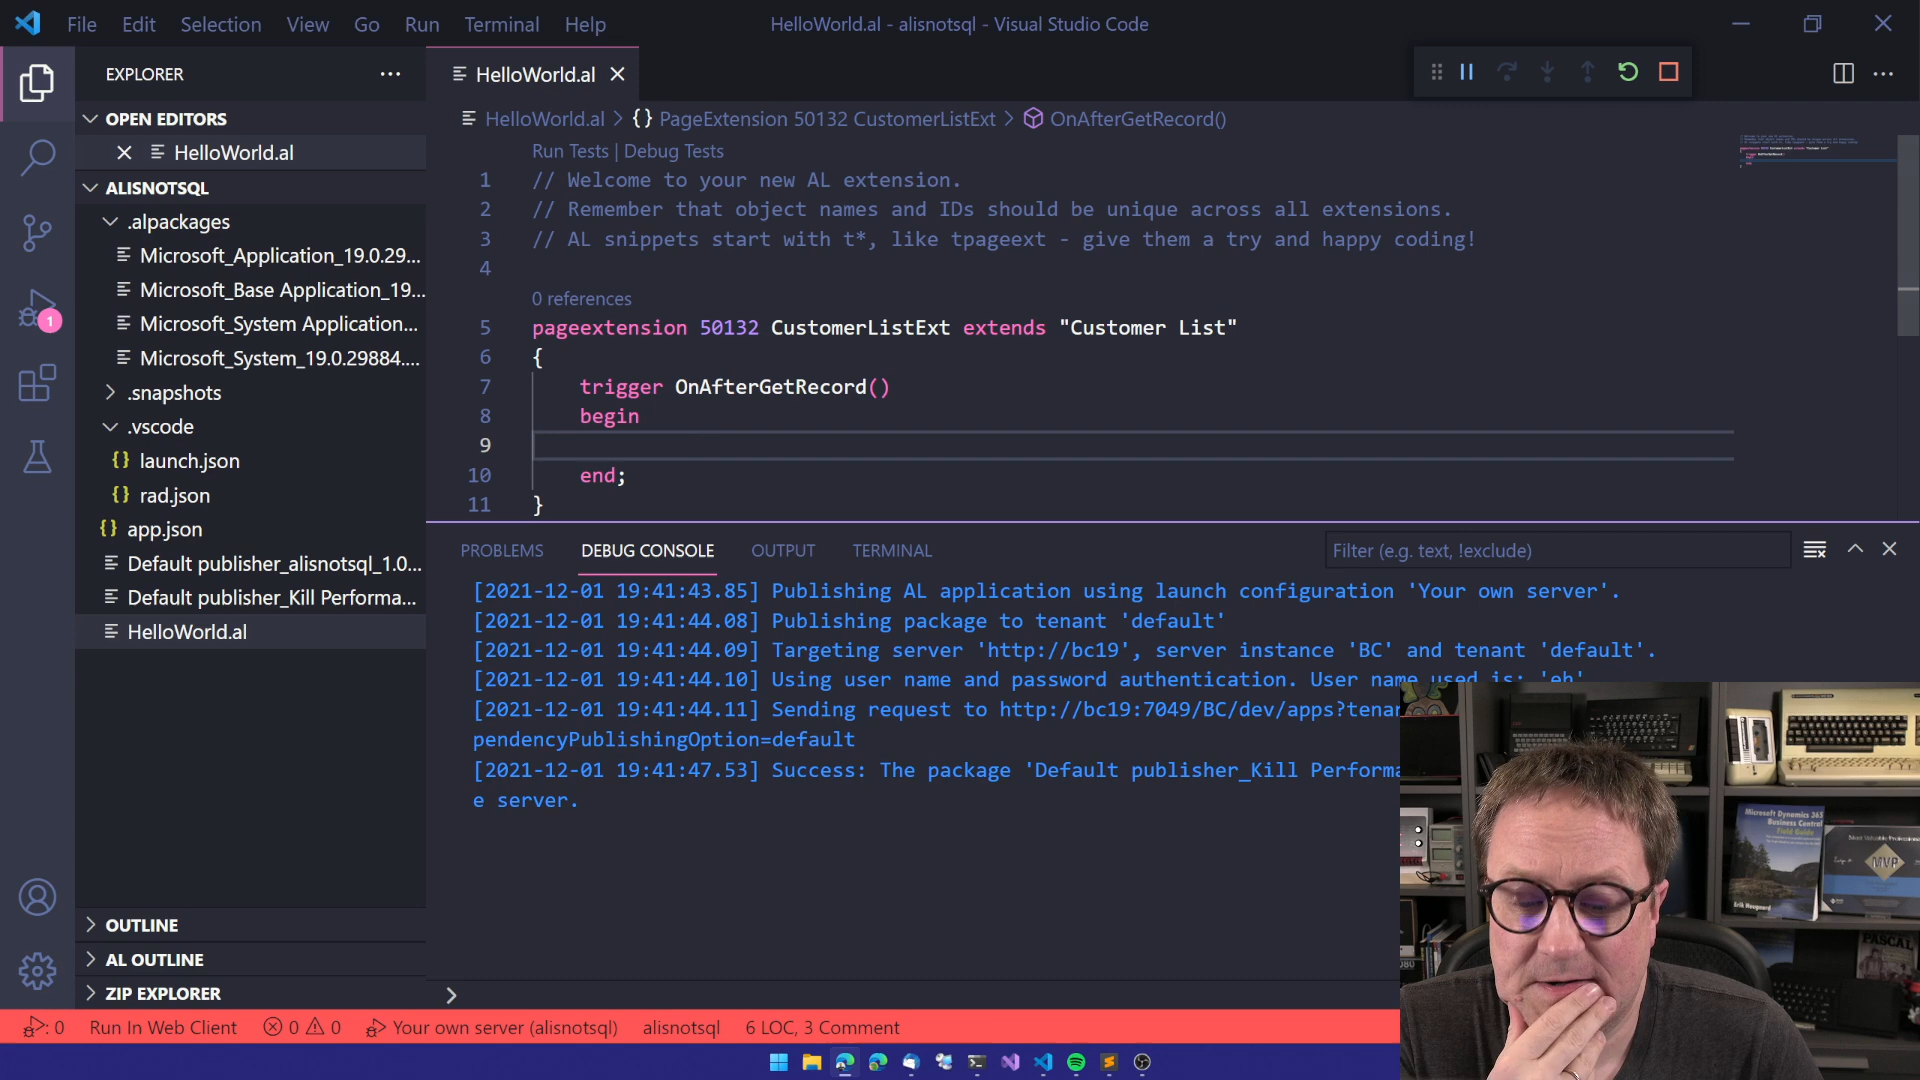 File Edit Selection View Go Run Terminal Help
HelloWorld.al - alisnotsql - Visual Studio Code
EXPLORER
OPEN EDITORS
HelloWorld.al
ALISNOTSQL
.alpackages
Microsoft_Application_19.0.29...
Microsoft_Base Application_19...
Microsoft_System Application...
Microsoft_System_19.0.29884....
.snapshots
.vscode
{} launch.json
{} rad.json
{} app.json
Default publisher_alisnotsql_1.0...
Default publisher_Kill Performa...
HelloWorld.al
OUTLINE
AL OUTLINE
ZIP EXPLORER
1
HelloWorld.al
HelloWorld.al > {} PageExtension 50132 CustomerListExt > OnAfterGetRecord()
Run Tests | Debug Tests
1 // Welcome to your new AL extension.
2 // Remember that object names and IDs should be unique across all extensions.
3 // AL snippets start with t*, like tpageext - give them a try and happy coding!
4
0 references
5 pageextension 50132 CustomerListExt extends "Customer List"
6 {
7 trigger OnAfterGetRecord()
8 begin
9
10 end;
11 }
PROBLEMS DEBUG CONSOLE OUTPUT TERMINAL
Filter (e.g. text, !exclude)
[2021-12-01 19:41:43.85] Publishing AL application using launch configuration 'Your own server'.
[2021-12-01 19:41:44.08] Publishing package to tenant 'default'
[2021-12-01 19:41:44.09] Targeting server 'http://bc19', server instance 'BC' and tenant 'default'.
[2021-12-01 19:41:44.10] Using user name and password authentication. User name used is: 'eh'
[2021-12-01 19:41:44.11] Sending request to http://bc19:7049/BC/dev/apps?tenan
pendencyPublishingOption=default
[2021-12-01 19:41:47.53] Success: The package 'Default publisher_Kill Performa
e server.
Microsoft Dynamics 365
Business Central
Field Guide
Erik Hougaard
MVP
PASCAL
: 0 Run In Web Client 0 0 Your own server (alisnotsql) alisnotsql 6 LOC, 3 Comment